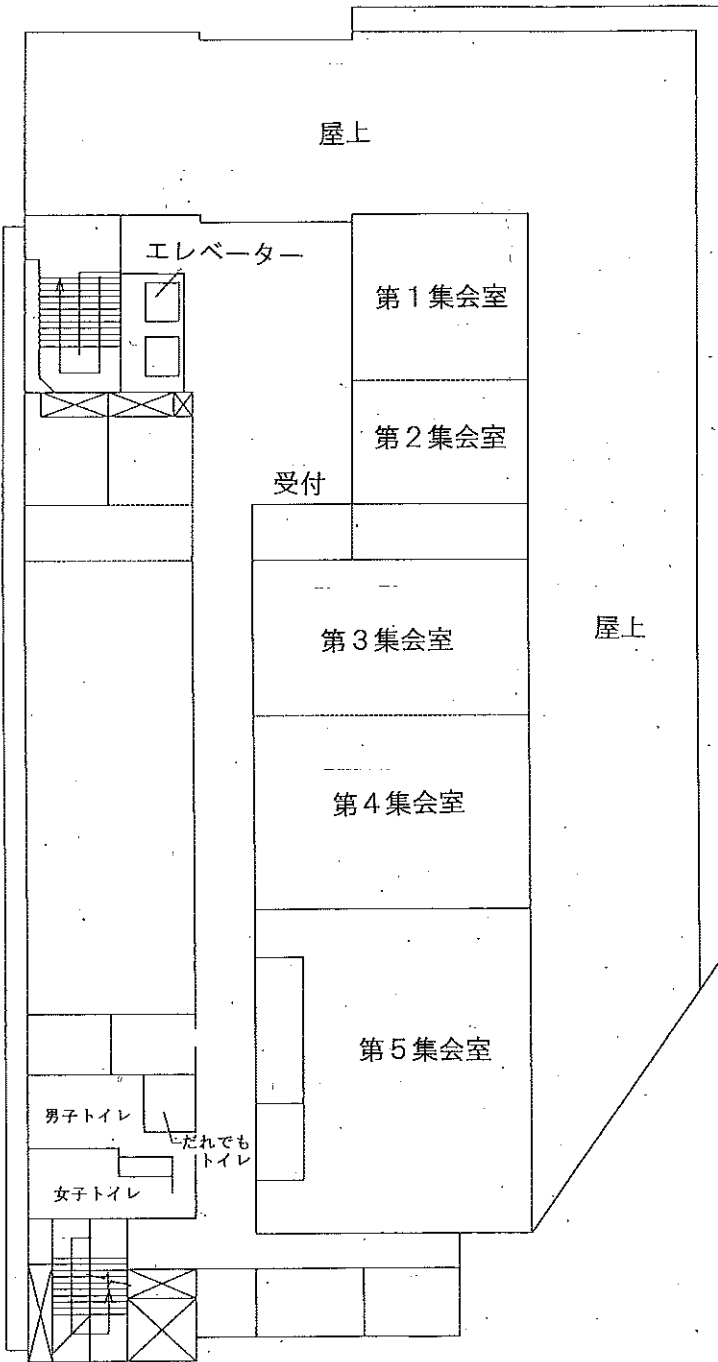 屋上
エレベーター
第1集会室
第2集会室
受付
第3集会室
屋上
第4集会室
第5集会室
男子トイレ
だれでも
トイレ
女子トイレ